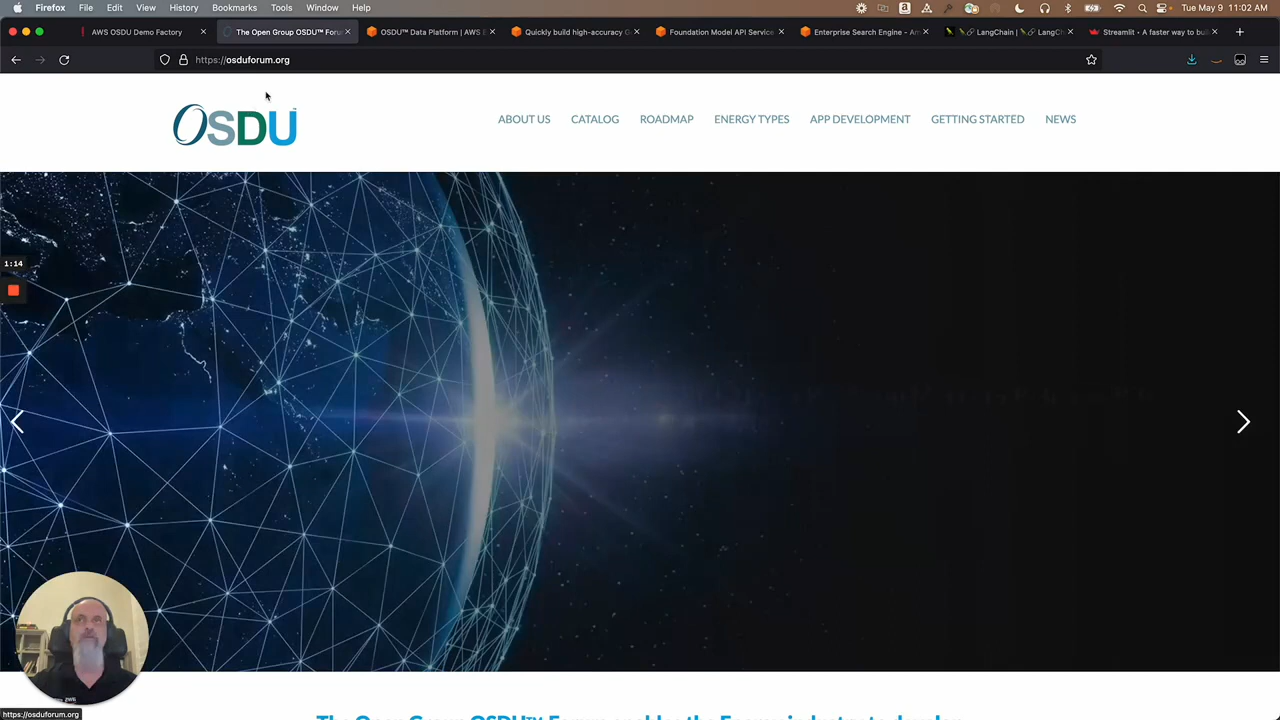 Firefox File Edit View History Bookmarks Tools Window Help Tue May 9 11:02 AM
AWS OSDU Demo Factory
The Open Group OSDU™ Foru
OSDU™ Data Platform | AWS
Quickly build high-accuracy G
Foundation Model API Service
Enterprise Search Engine – Am
LangChain | LangCh
Streamlit • A faster way to bu
https://osduforum.org
OSDU
ABOUT US CATALOG ROADMAP ENERGY TYPES APP DEVELOPMENT GETTING STARTED NEWS
1:14
https://osduforum.org